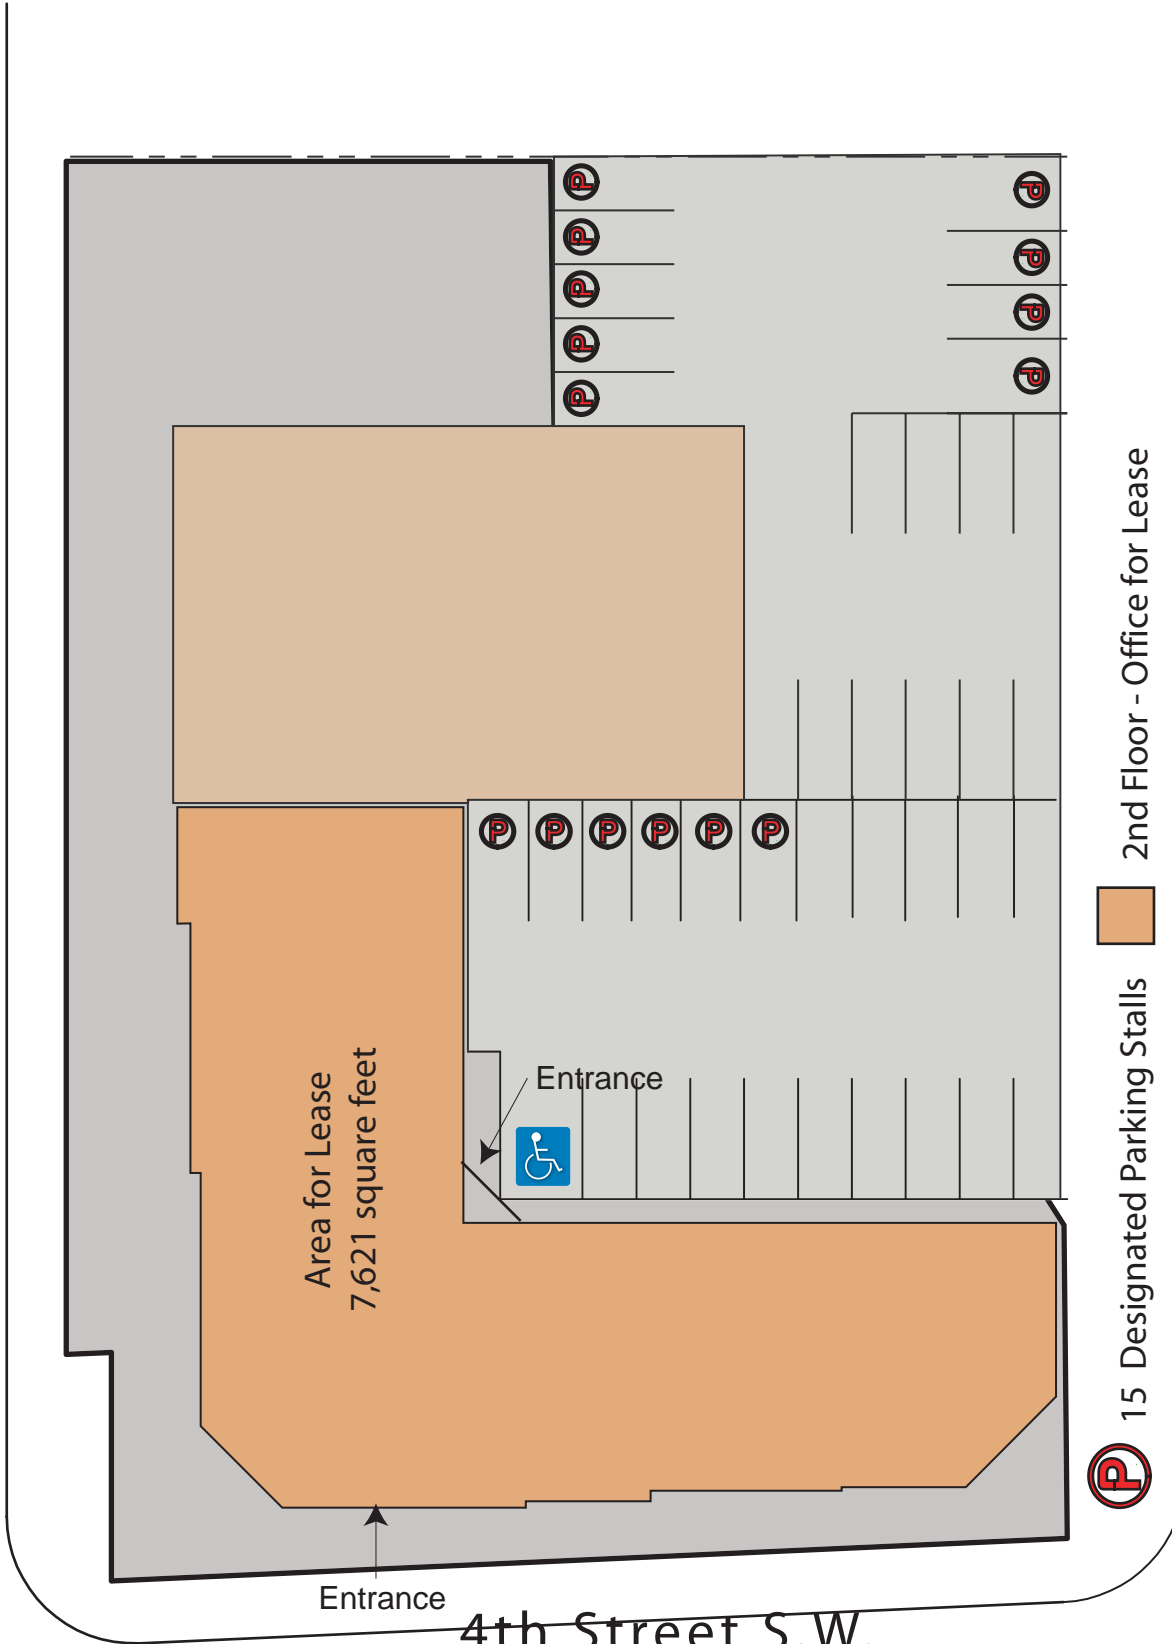 P
P
P
P
P
P
P
P
P
Area for Lease
7,621 square feet
P
P
P
P
P
P
Entrance
Entrance
4th Street S.W.
P 15 Designated Parking Stalls
2nd Floor - Office for Lease